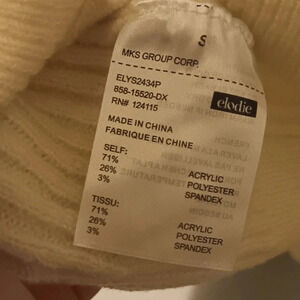 S
MKS GROUP CORP.
ELYS2434P
858-15520-DX
RN# 124115
elodie
MADE IN CHINA
FABRIQUE EN CHINE
SELF:
71% ACRYLIC
26% POLYESTER
3% SPANDEX
TISSU:
71% ACRYLIC
26% POLYESTER
3% SPANDEX